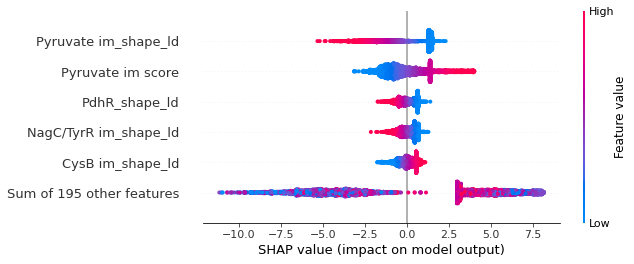 High
Pyruvate im_shape_ld
Pyruvate im score
PdhR_shape_ld
NagC/TyrR im_shape_ld
CysB im_shape_ld
Sum of 195 other features
Feature value
Low
−10.0 −7.5 −5.0 −2.5 0.0 2.5 5.0 7.5
SHAP value (impact on model output)